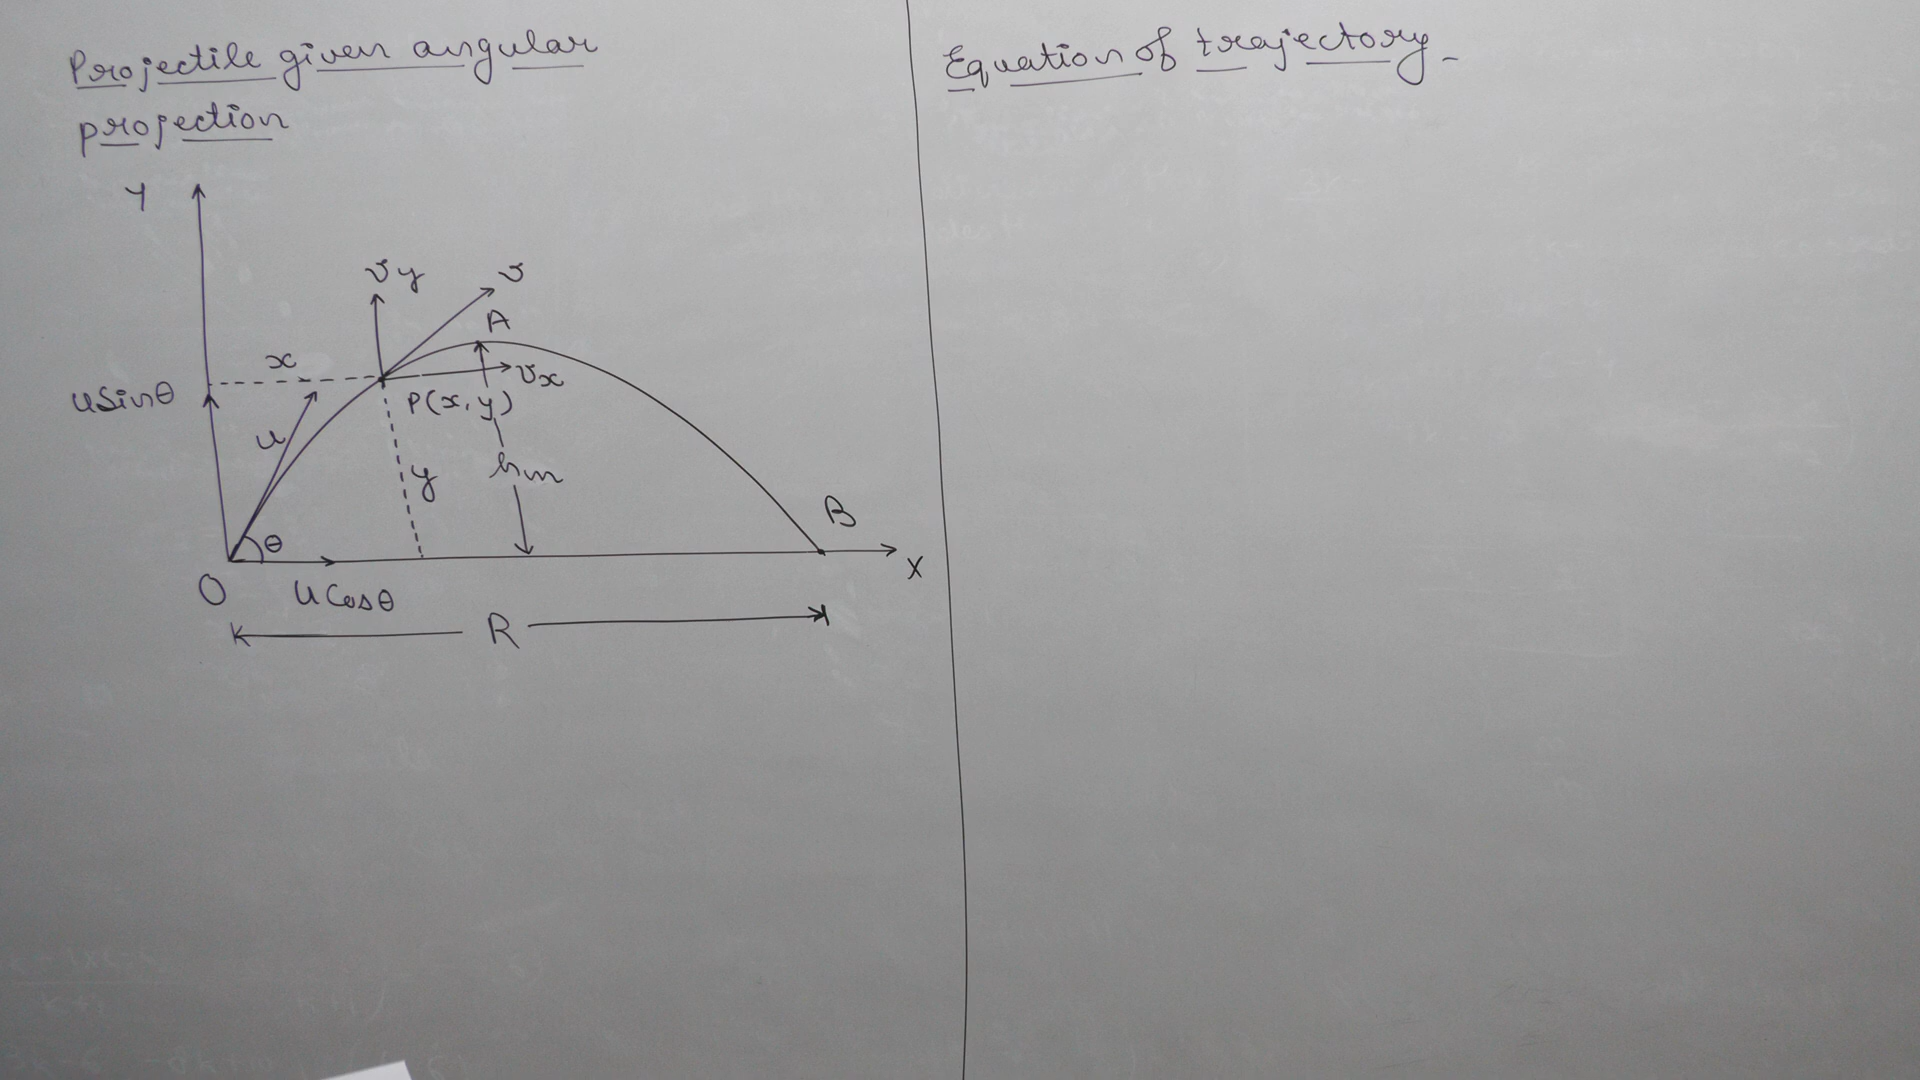 Projectile given angular
projection
Y
vy
v
A
x
vx
usinθ
P(x,y)
u
y
hm
B
θ
O
ucosθ
X
R
Equation of trajectory -